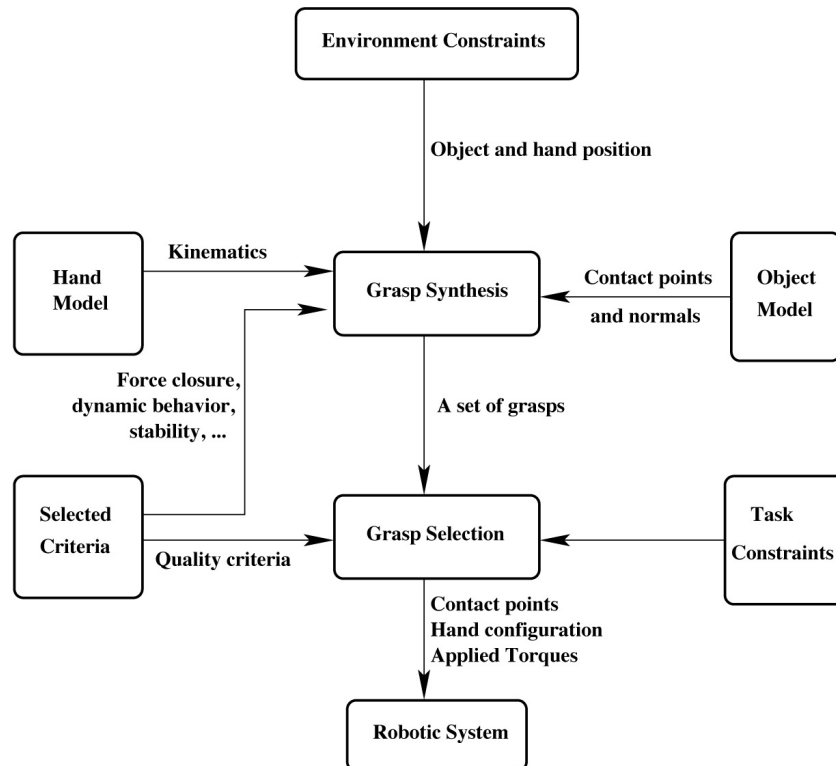 Environment Constraints
Object and hand position
Hand
Model
Kinematics
Grasp Synthesis
Contact points
and normals
Object
Model
Force closure,
dynamic behavior,
stability, ...
A set of grasps
Selected
Criteria
Quality criteria
Grasp Selection
Task
Constraints
Contact points
Hand configuration
Applied Torques
Robotic System